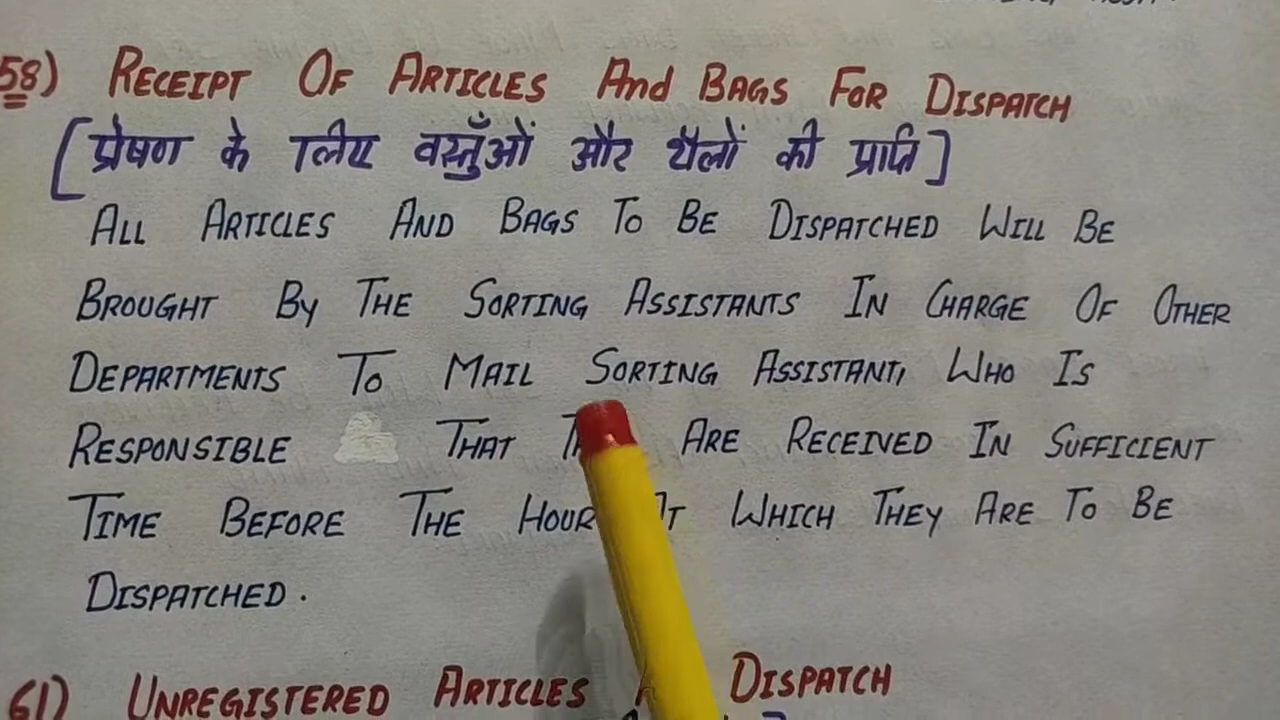 58) RECEIPT OF ARTICLES And BAGS FOR DISPATCH
[प्रेषण के लिए वस्तुँओं और थैलों की प्राप्ति]
ALL ARTICLES AND BAGS TO BE DISPATCHED WILL BE
BROUGHT By THE SORTING ASSISTANTS IN CHARGE OF OTHER
DEPARTMENTS TO MAIL SORTING ASSISTANT, WHO IS
RESPONSIBLE THAT ARE RECEIVED IN SUFFICIENT
TIME BEFORE THE HOUR AT WHICH THEY ARE TO BE
DISPATCHED.
61) UNREGISTERED ARTICLES DISPATCH